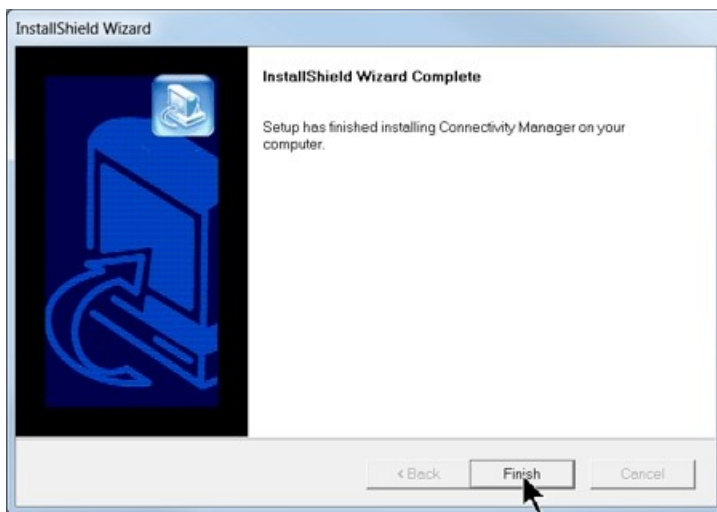 InstallShield Wizard
InstallShield Wizard Complete
Setup has finished installing Connectivity Manager on your
computer.
< Back
Finish
Cancel